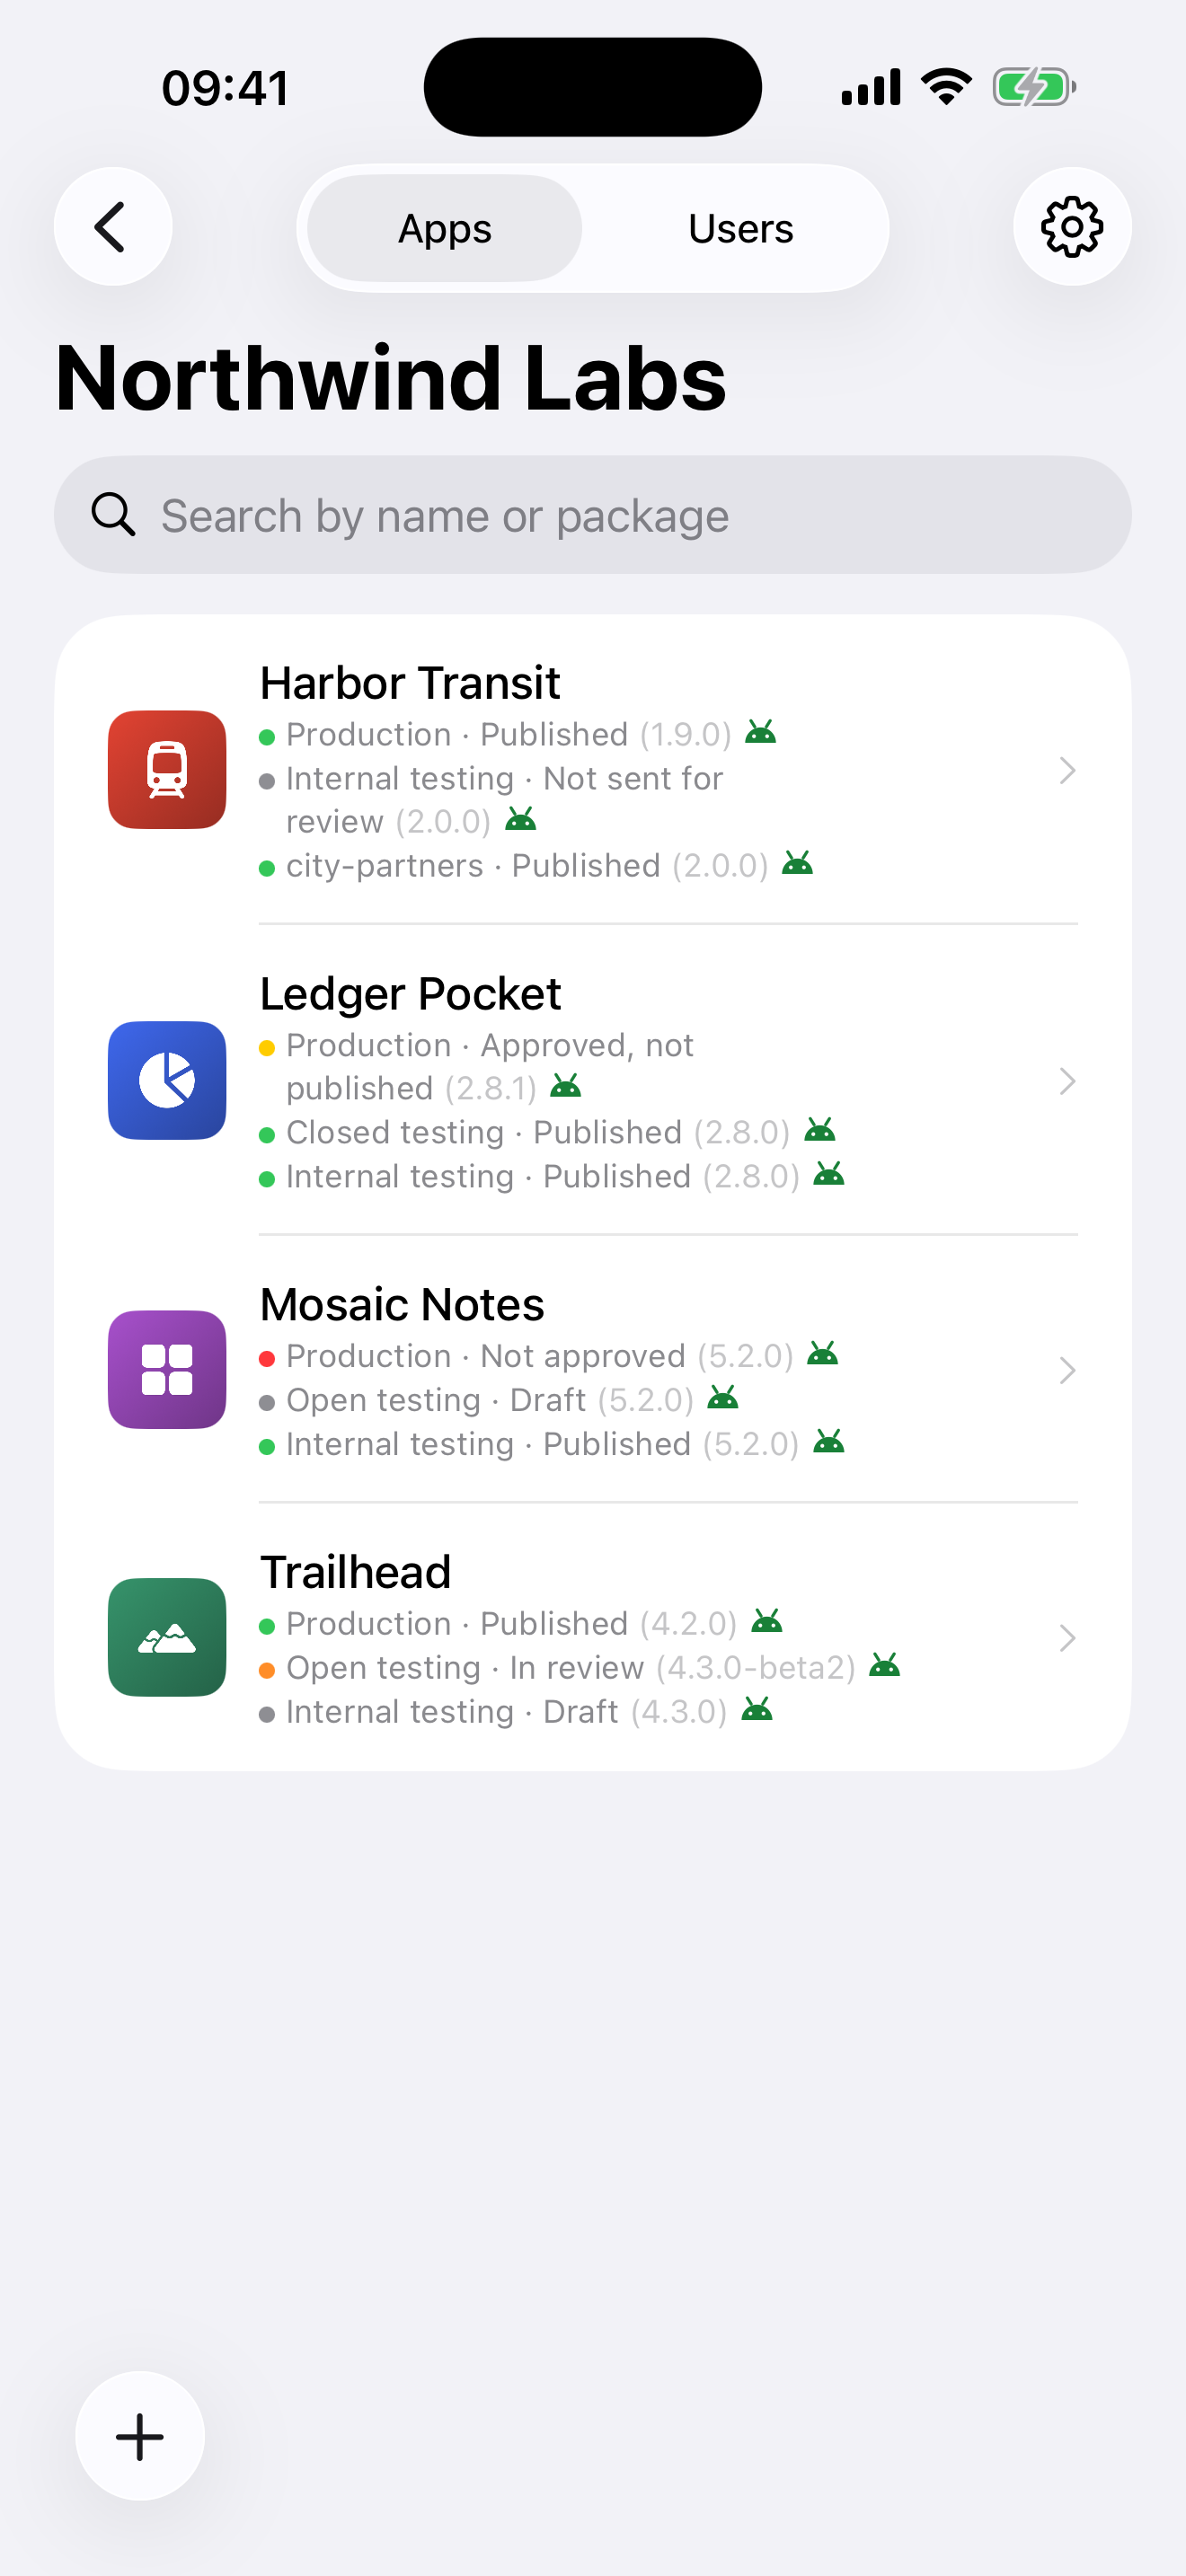 09:41
Apps
Users
Northwind Labs
Search by name or package
Harbor Transit
Production · Published (1.9.0)
Internal testing · Not sent for
review (2.0.0)
city-partners · Published (2.0.0)
Ledger Pocket
Production · Approved, not
published (2.8.1)
Closed testing · Published (2.8.0)
Internal testing · Published (2.8.0)
Mosaic Notes
Production · Not approved (5.2.0)
Open testing · Draft (5.2.0)
Internal testing · Published (5.2.0)
Trailhead
Production · Published (4.2.0)
Open testing · In review (4.3.0-beta2)
Internal testing · Draft (4.3.0)